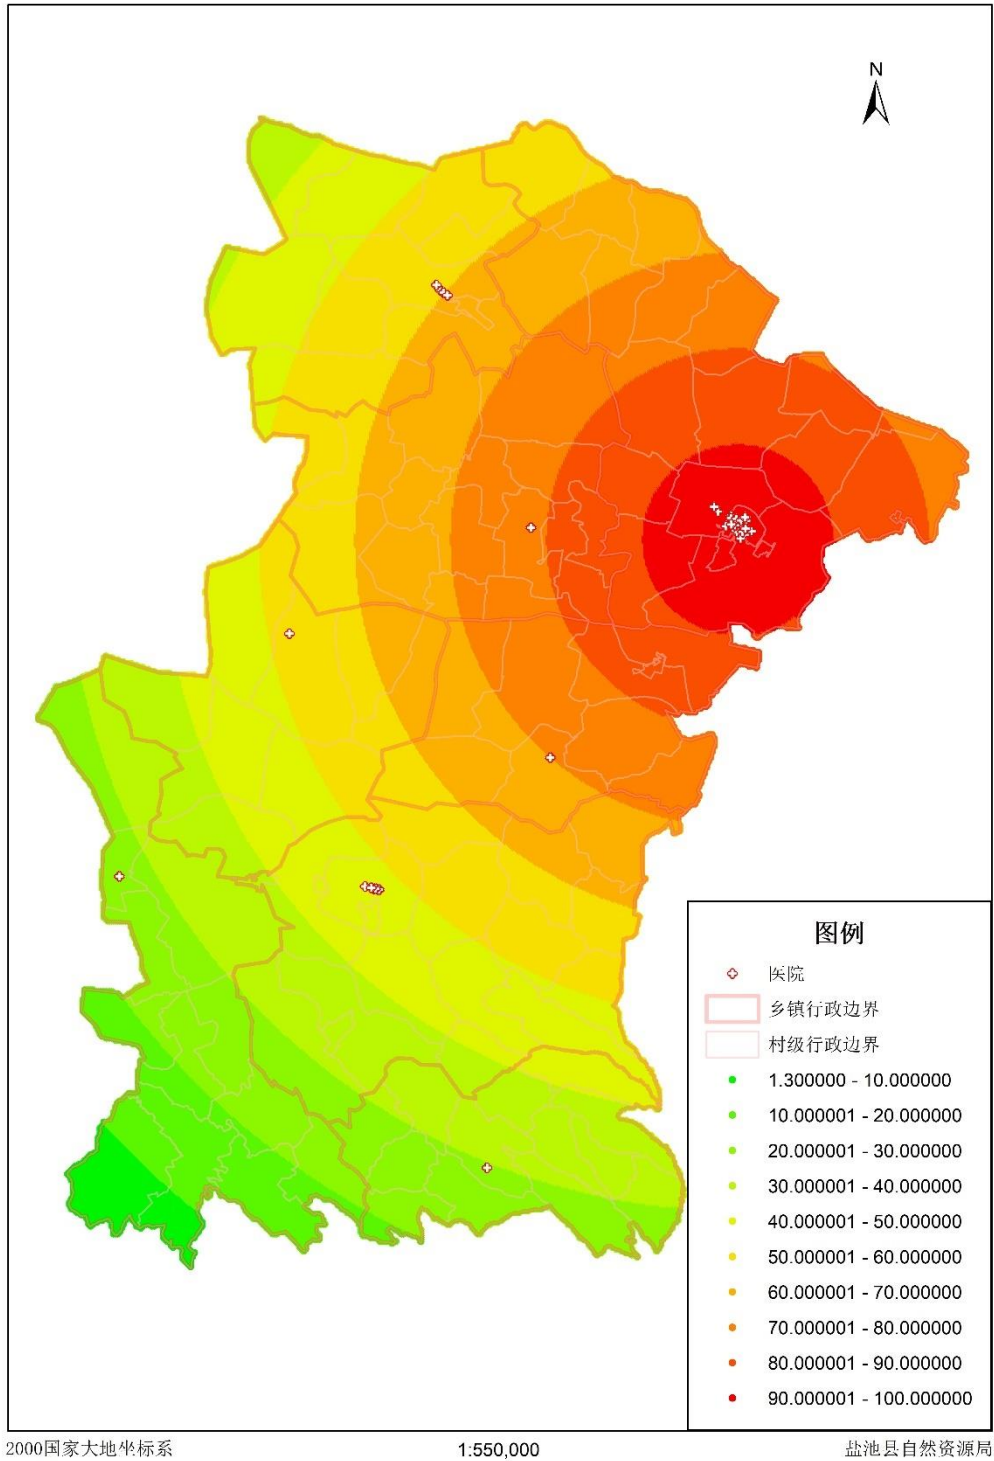 N
图例
医院
乡镇行政边界
村级行政边界
1.300000 - 10.000000
10.000001 - 20.000000
20.000001 - 30.000000
30.000001 - 40.000000
40.000001 - 50.000000
50.000001 - 60.000000
60.000001 - 70.000000
70.000001 - 80.000000
80.000001 - 90.000000
90.000001 - 100.000000
2000国家大地坐标系
1:550,000
盐池县自然资源局